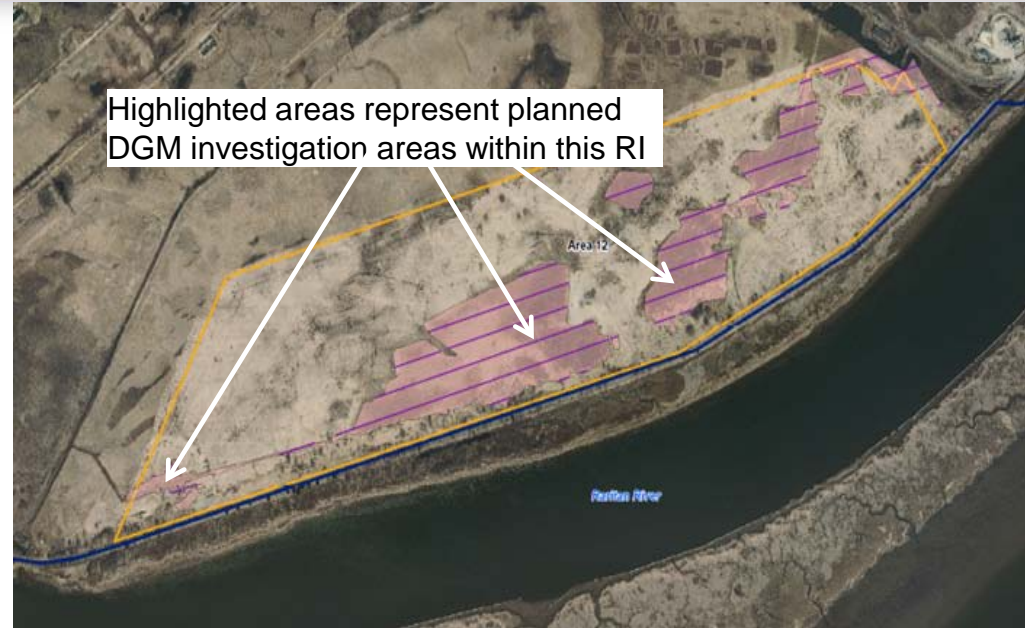 Highlighted areas represent planned
DGM investigation areas within this RI
Area 12
Raritan River